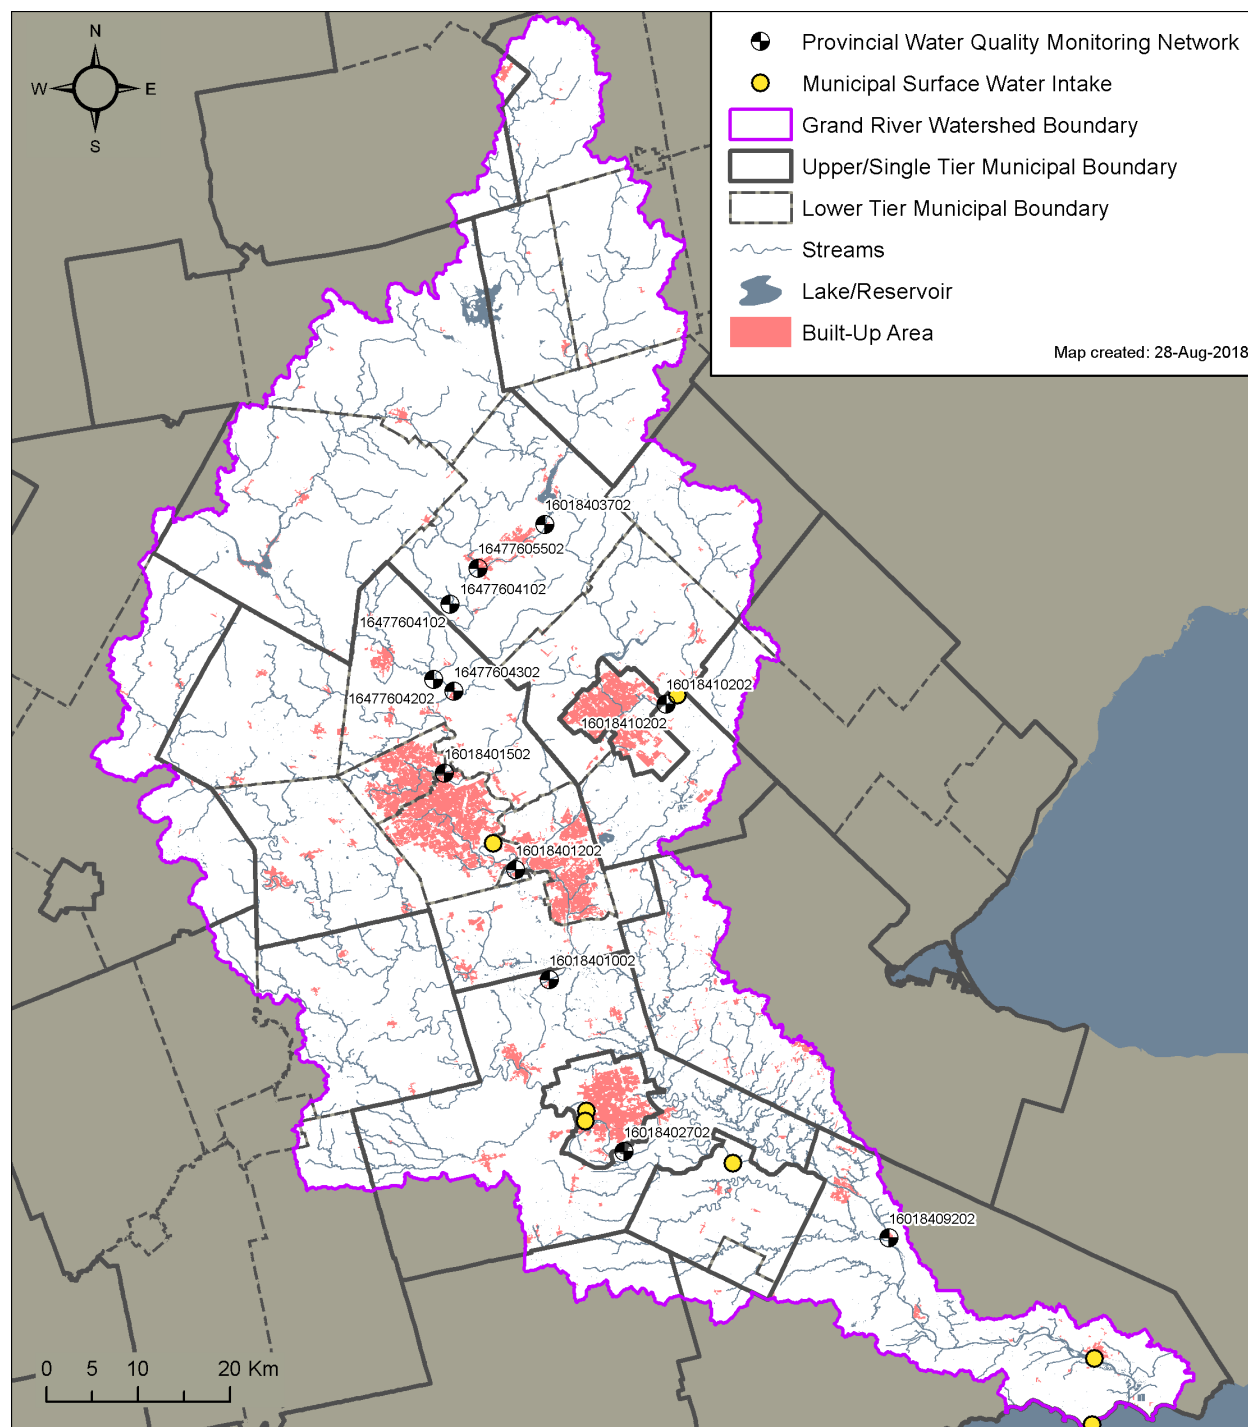 N
W
E
S
Provincial Water Quality Monitoring Network
Municipal Surface Water Intake
Grand River Watershed Boundary
Upper/Single Tier Municipal Boundary
Lower Tier Municipal Boundary
Streams
Lake/Reservoir
Built-Up Area
Map created: 28-Aug-2018
16018403702
16477605502
16477604102
16477604102
16477604302
16477604202
16018410202
16018410202
16018401502
16018401202
16018401002
16018402702
16018409202
0 5 10 20 Km